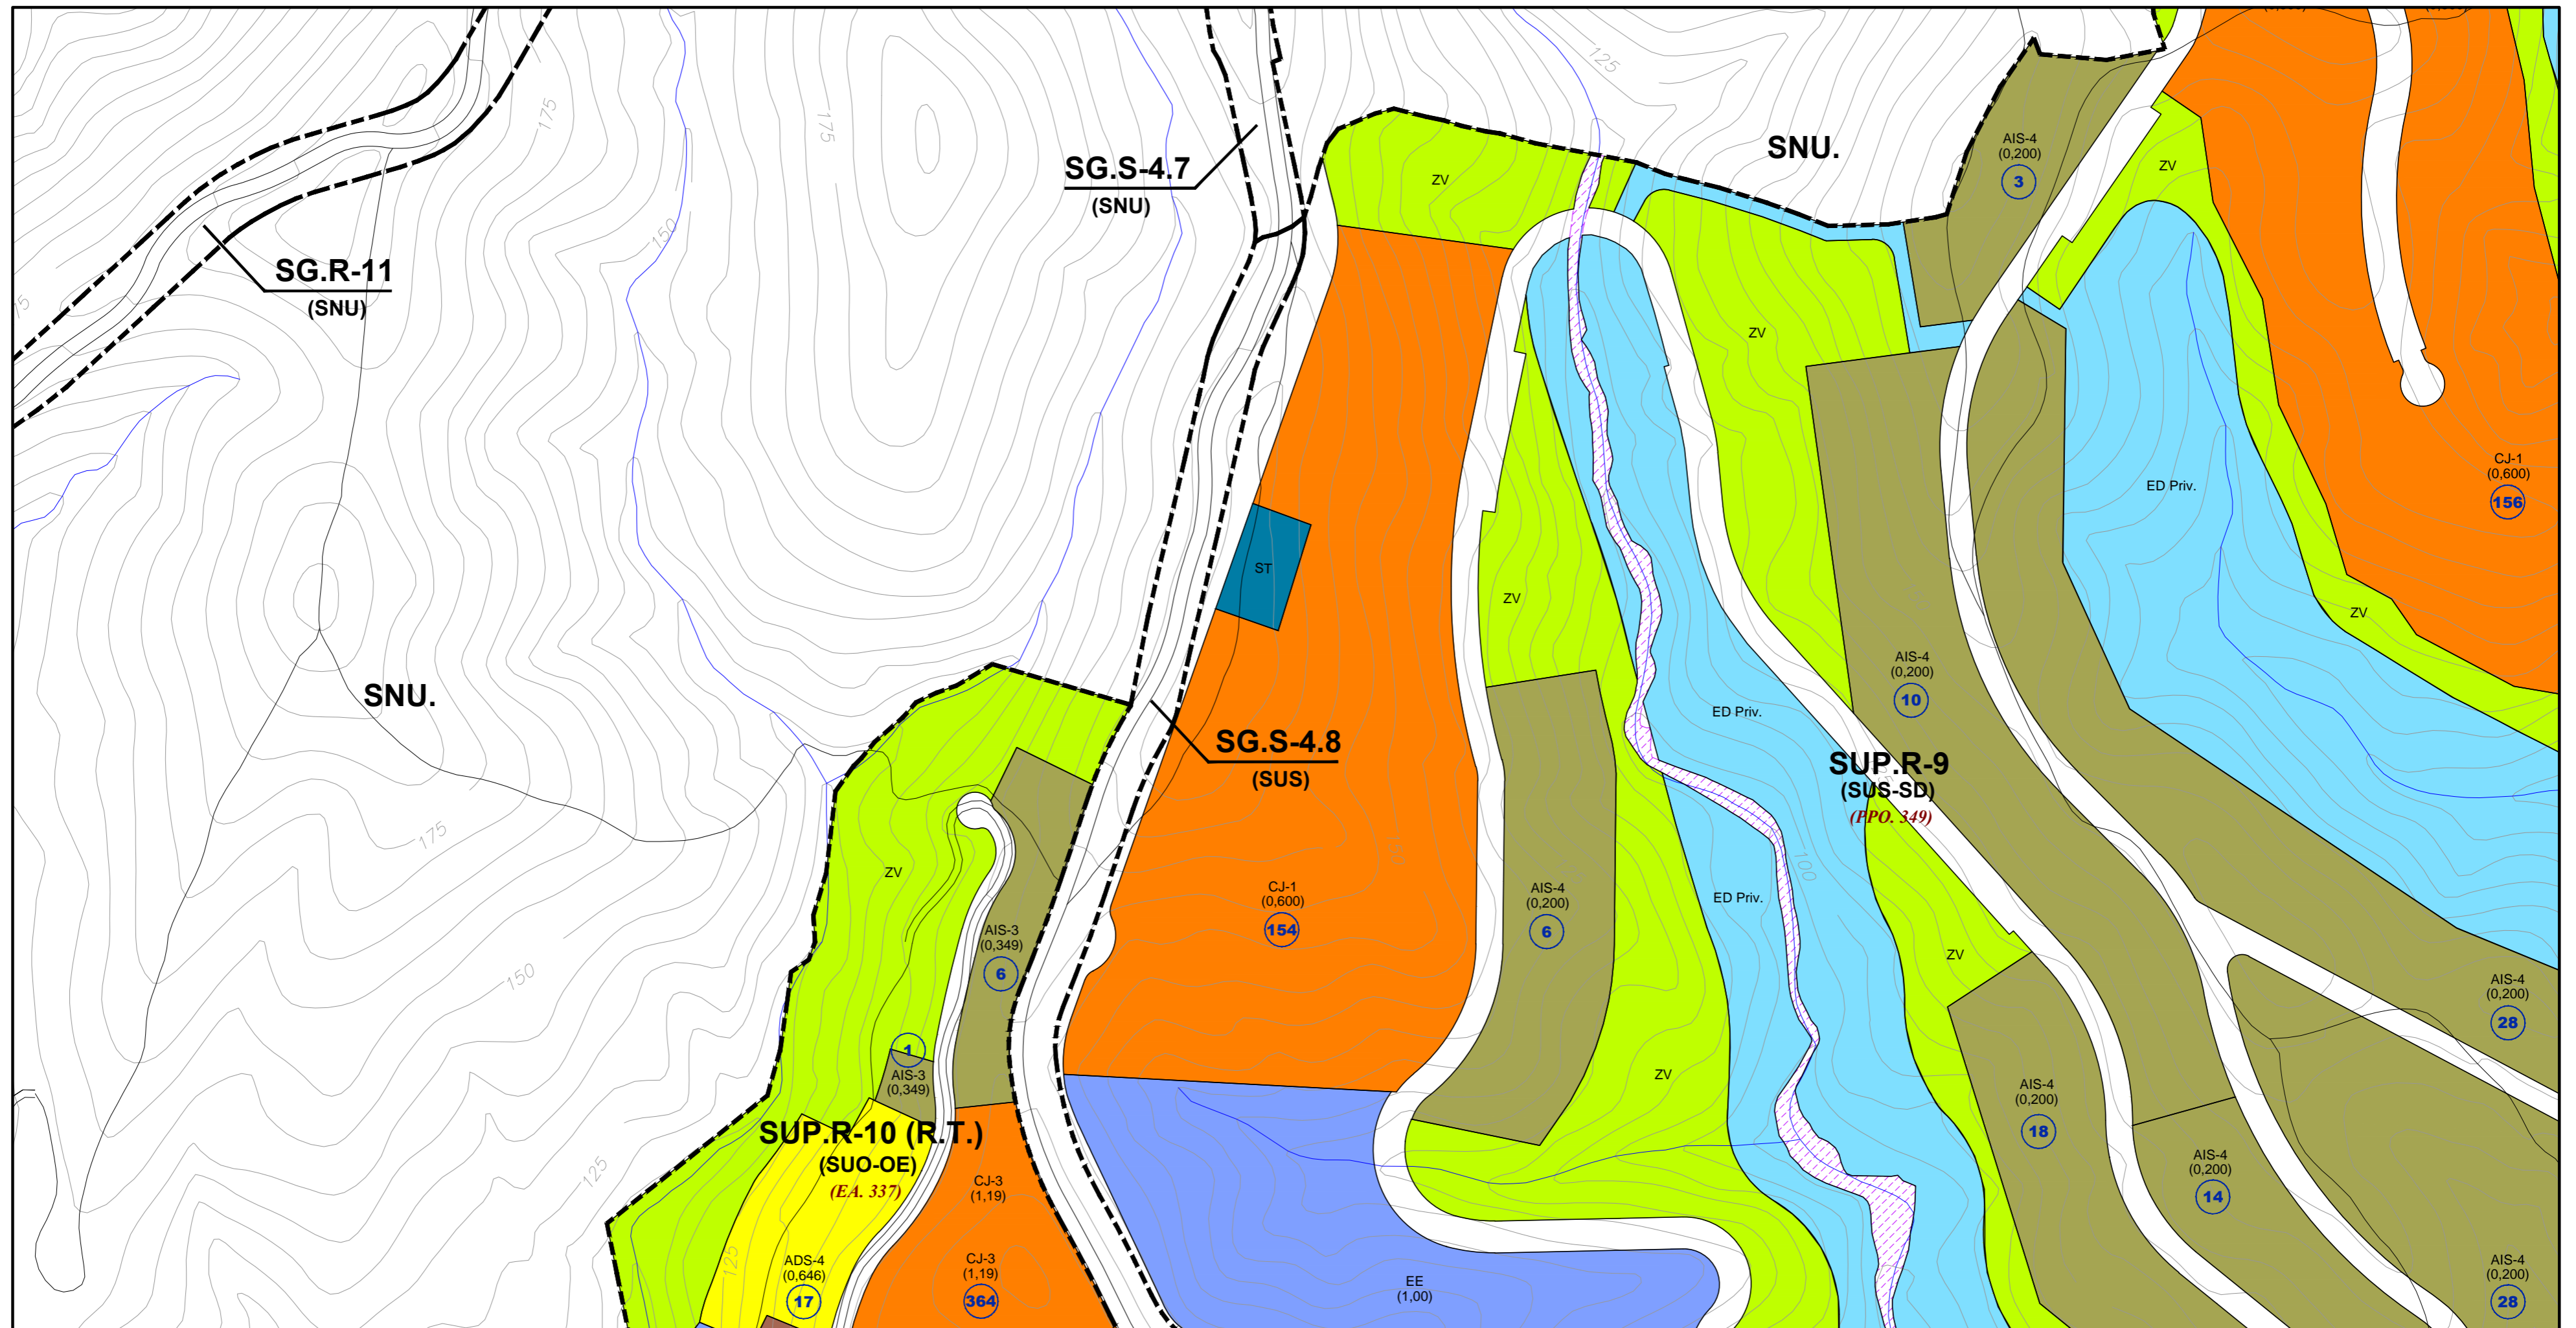 125
175
175
SG.S-4.7
(SNU)
SNU.
AIS-4
(0,200)
3
ZV
ZV
150
SG.R-11
(SNU)
ZV
CJ-1
(0,600)
156
ED Priv.
ST
ZV
ZV
AIS-4
(0,200)
10
SNU.
ED Priv.
SG.S-4.8
(SUS)
SUP.R-9
(SUS-SD)
(PPO. 349)
175
150
100
ZV
CJ-1
(0,600)
154
AIS-4
(0,200)
6
ED Priv.
AIS-3
(0,349)
6
ZV
150
AIS-4
(0,200)
28
1
AIS-3
(0,349)
ZV
AIS-4
(0,200)
18
SUP.R-10 (R.T.)
(SUO-OE)
(EA. 337)
125
CJ-3
(1,19)
AIS-4
(0,200)
14
125
ADS-4
(0,646)
17
CJ-3
(1,19)
364
EE
(1,00)
AIS-4
(0,200)
28